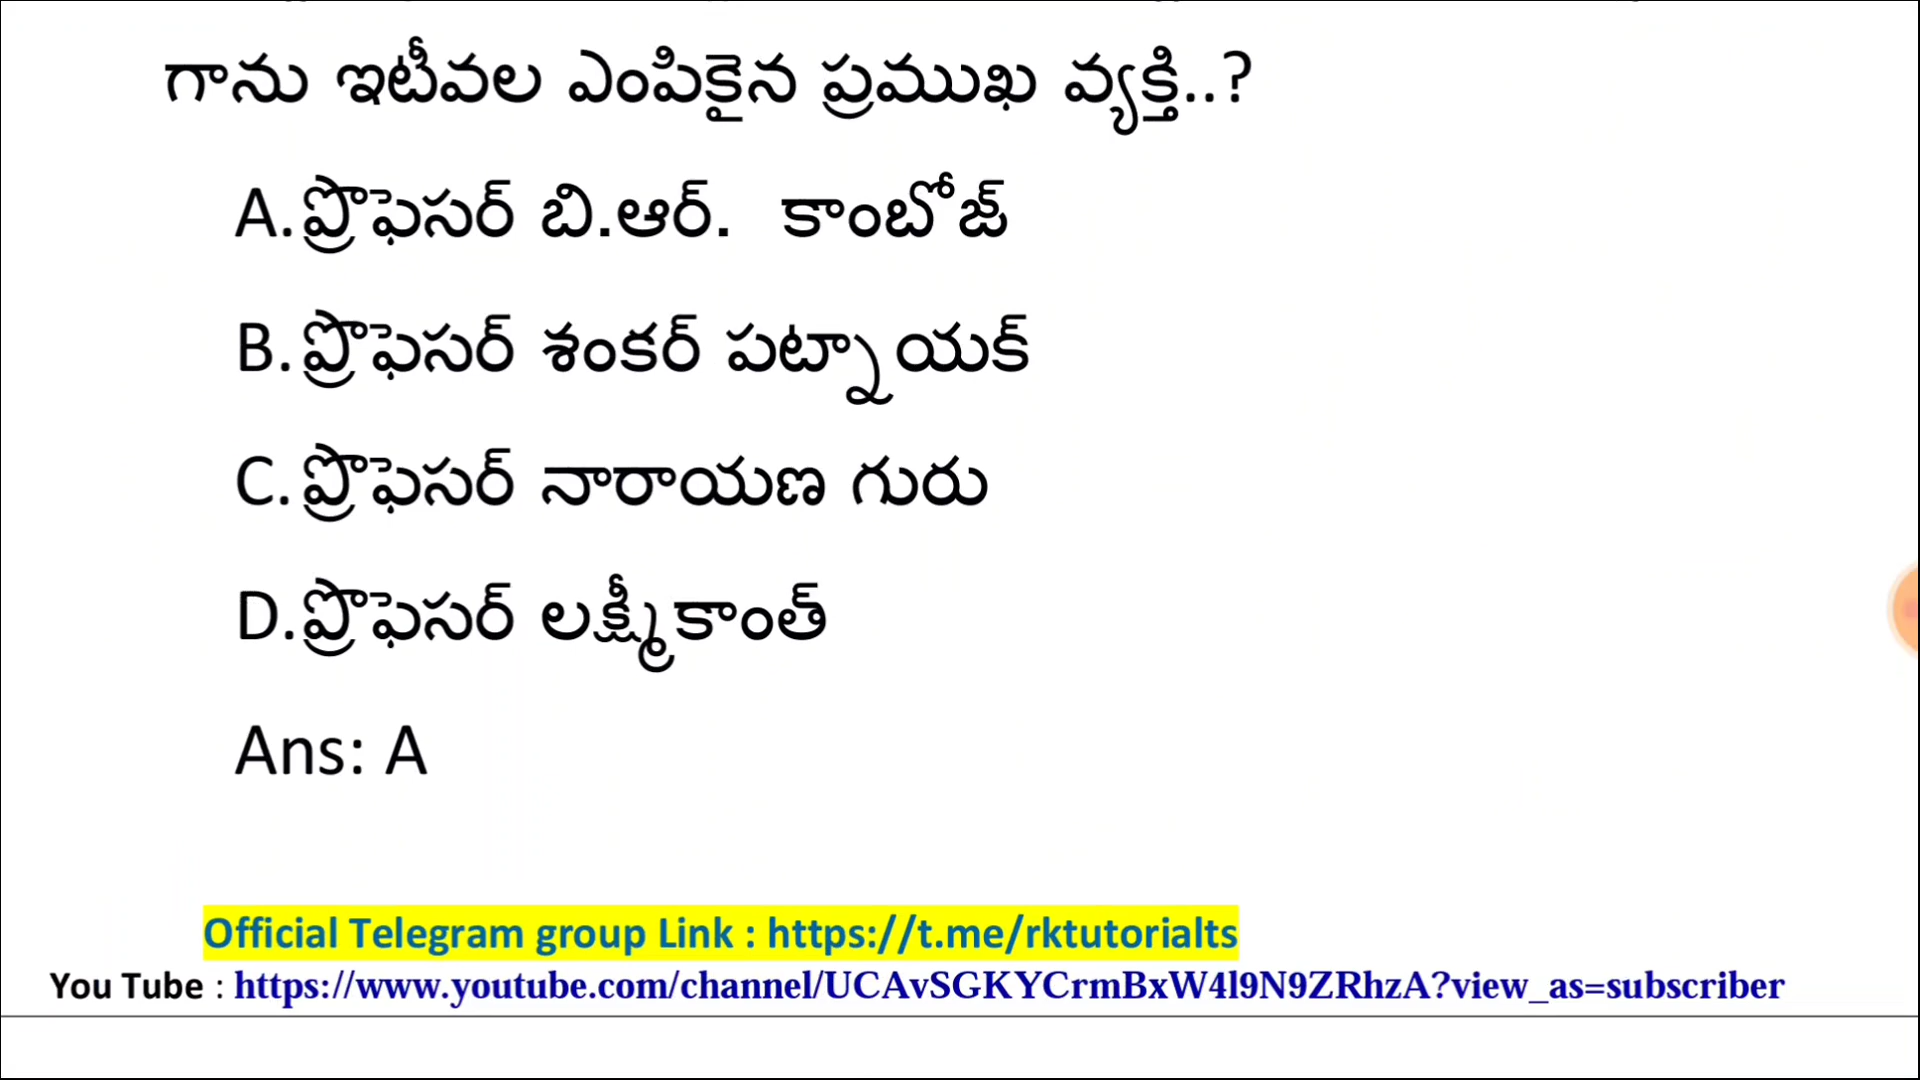 గాను ఇటీవల ఎంపికైన ప్రముఖ వ్యక్తి..?
A.ప్రొఫెసర్ బి.ఆర్. కాంబోజ్
B.ప్రొఫెసర్ శంకర్ పట్నాయక్
C.ప్రొఫెసర్ నారాయణ గురు
D.ప్రొఫెసర్ లక్ష్మీకాంత్
Ans: A
Official Telegram group Link : https://t.me/rktutorialts
You Tube : https://www.youtube.com/channel/UCAvSGKYCrmBxW4l9N9ZRhzA?view_as=subscriber